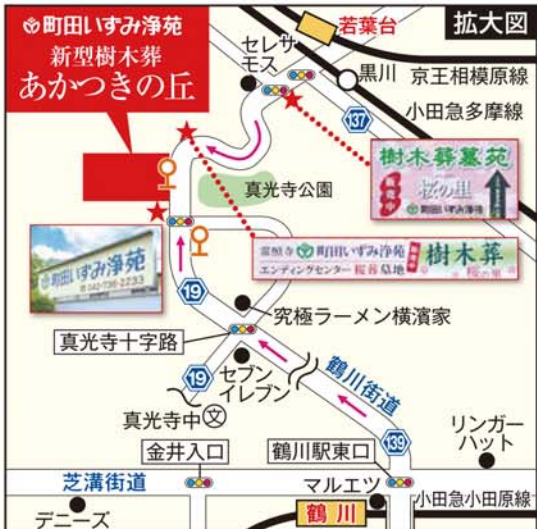 町田いずみ浄苑
新型樹木葬
あかつきの丘
拡大図
若葉台
セレサ
モス
黒川
京王相模原線
小田急多摩線
137
樹木葬墓苑
桜の里
町田いずみ浄苑
真光寺公園
町田いずみ浄苑
042-736-2233
町田いずみ浄苑
樹木葬
エンディングセンター 桜葬墓地
桜の里
19
究極ラーメン横濱家
真光寺十字路
セブン
イレブン
19
鶴川街道
真光寺中
文
金井入口
鶴川駅東口
139
リンガー
ハット
芝溝街道
マルエツ
小田急小田原線
デニーズ
鶴川